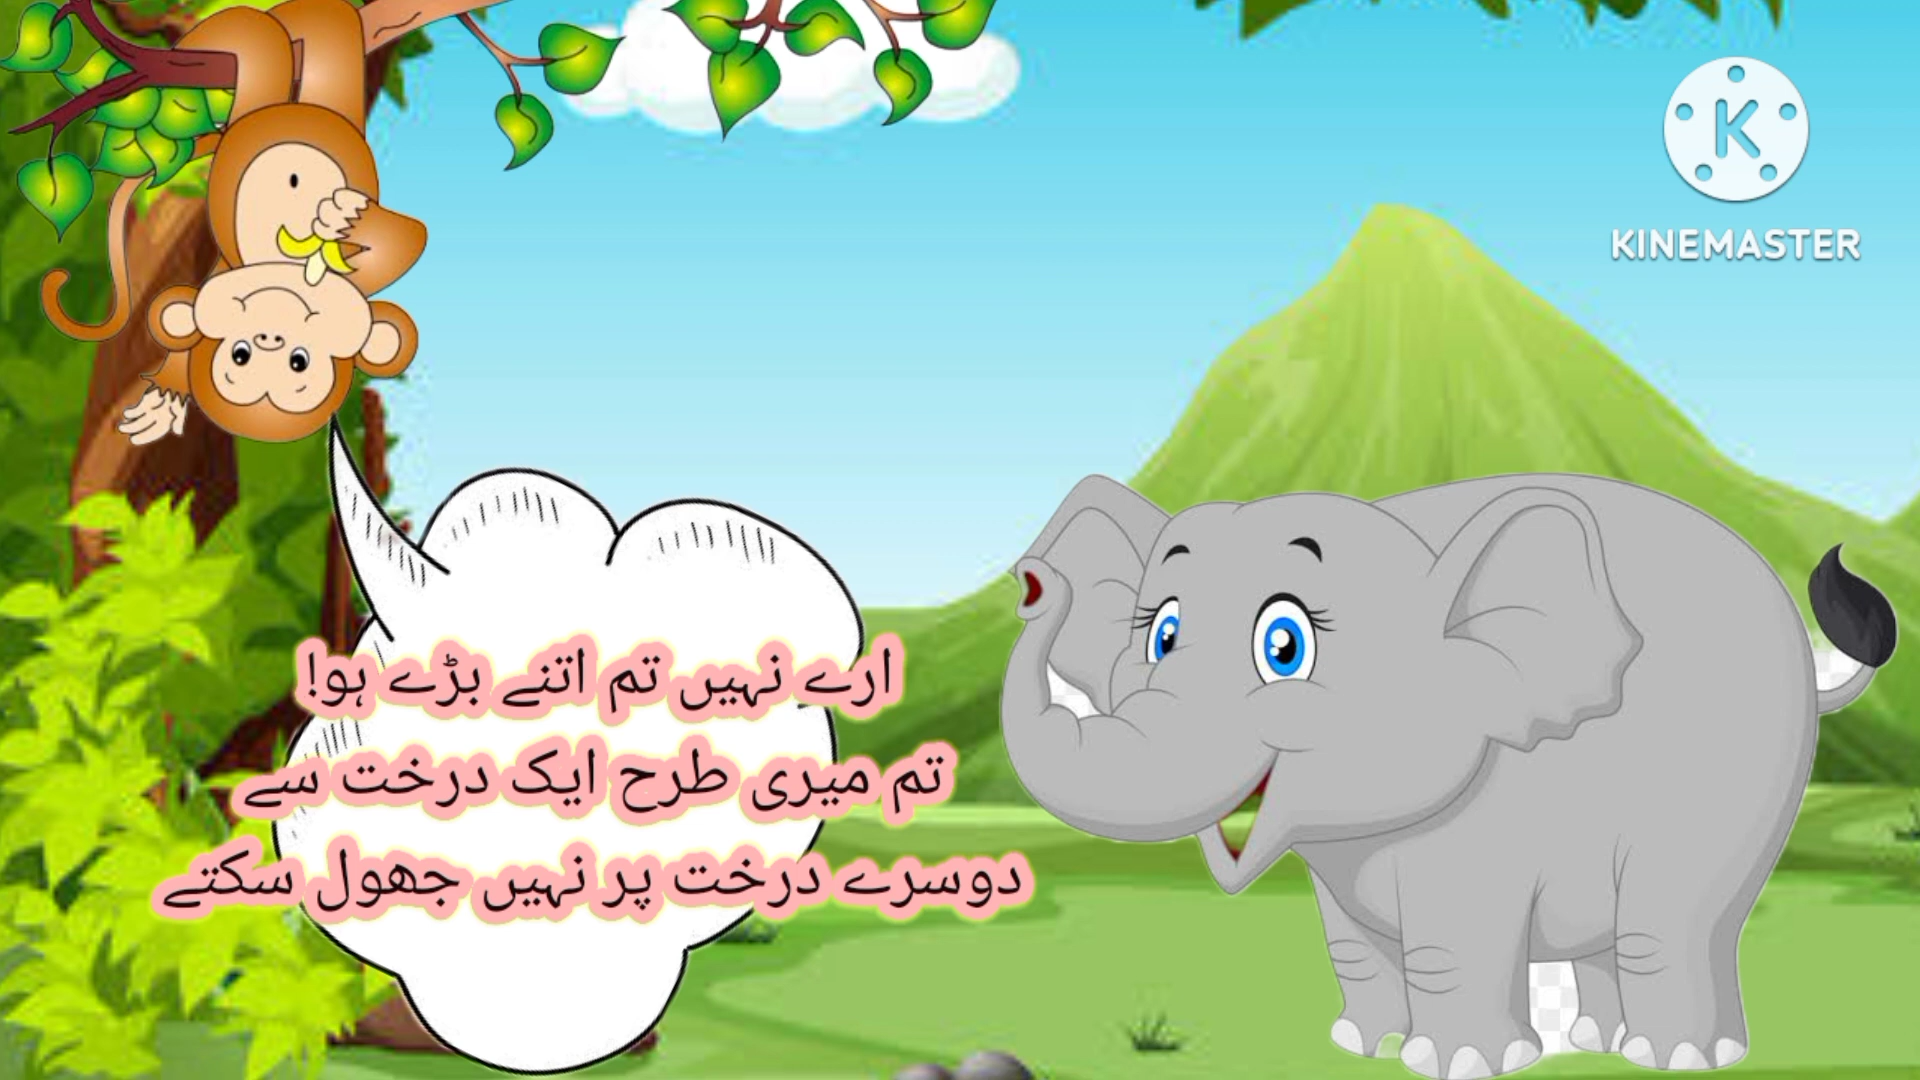 KINEMASTER
ارے نہیں تم اتنے بڑے ہو!
تم میری طرح ایک درخت سے
دوسرے درخت پر نہیں جھول سکتے